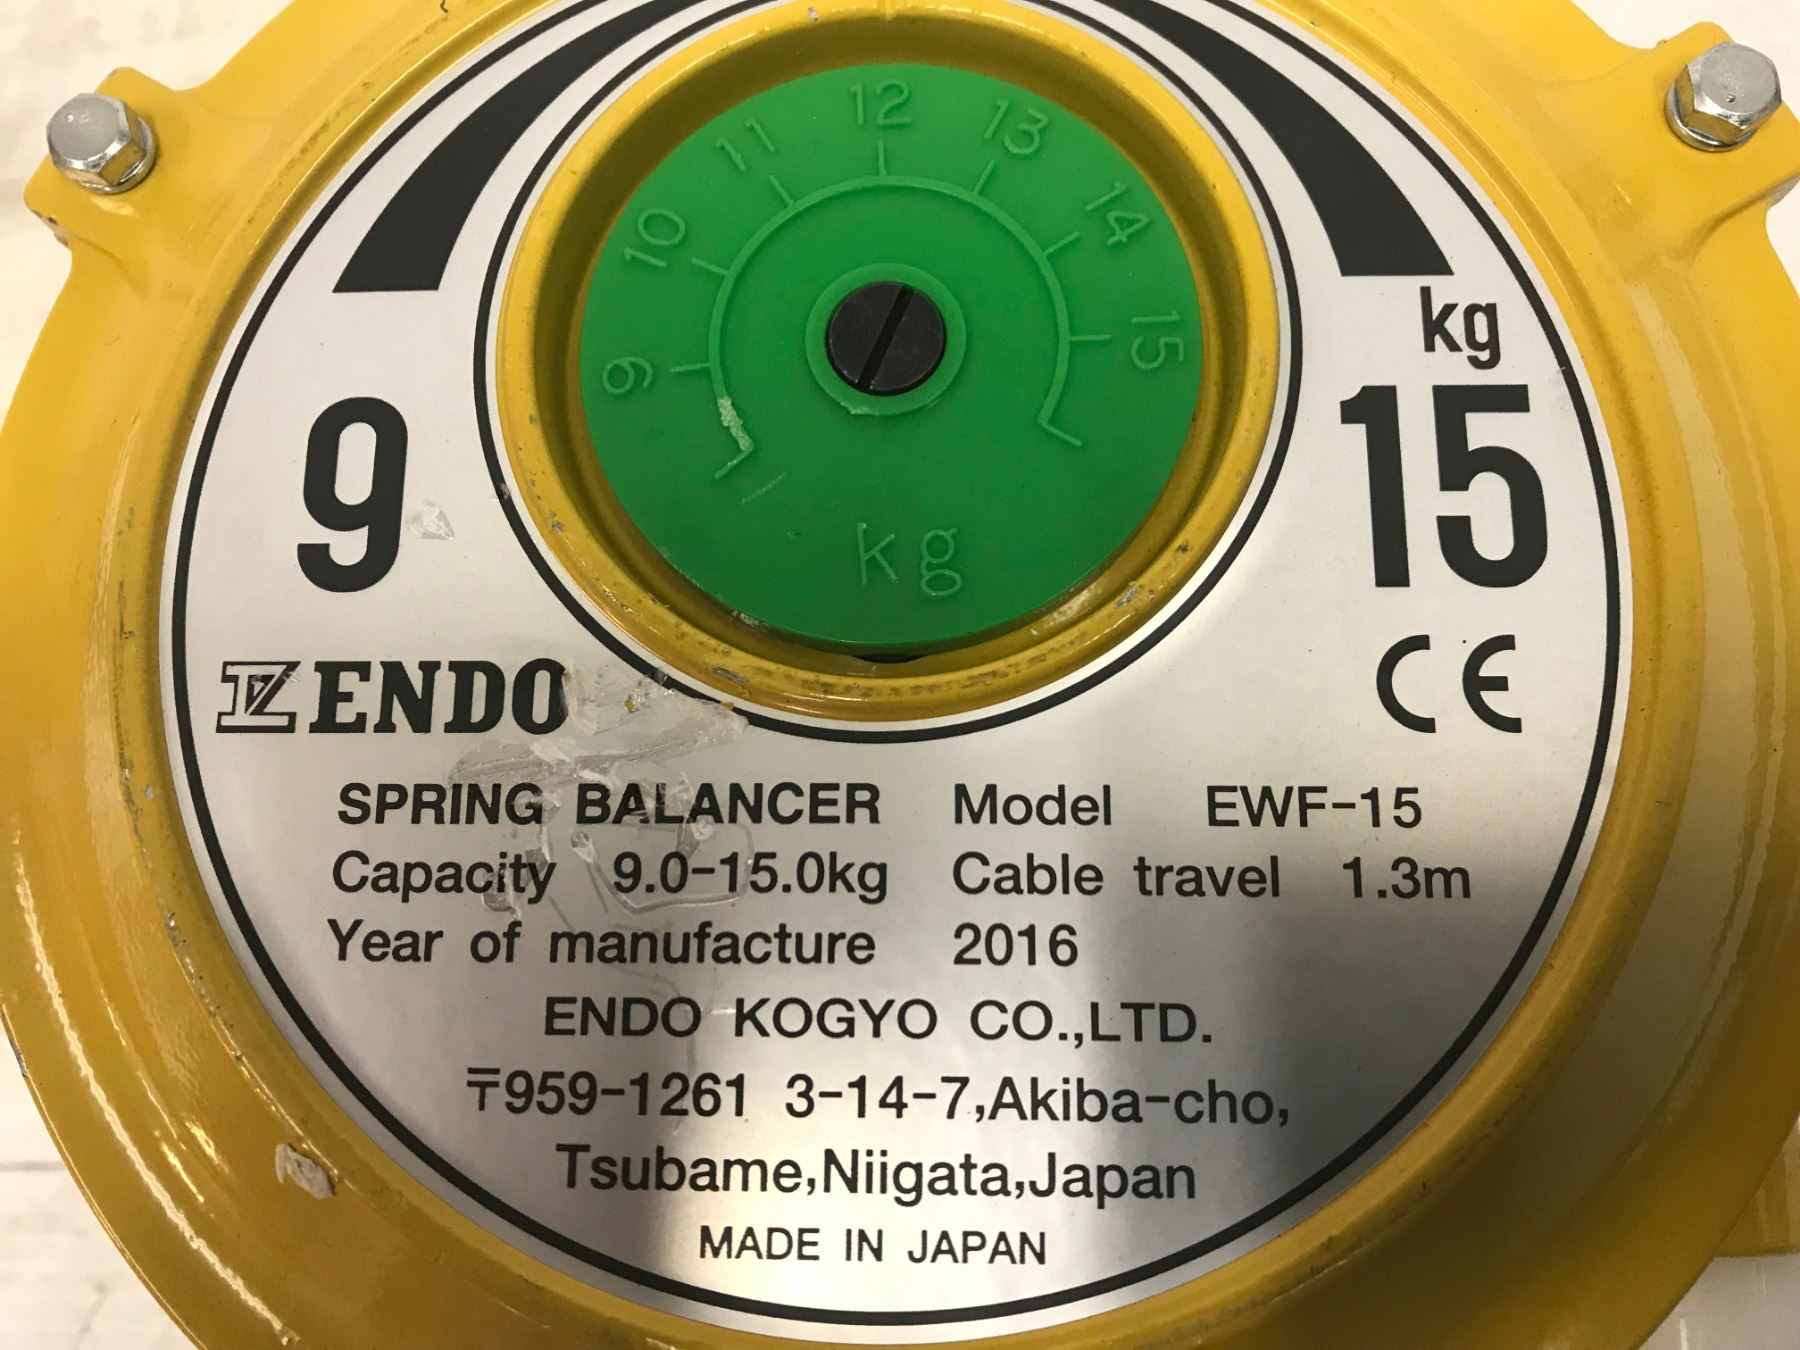 9 10 11 12 13 14 15
kg
9
kg
15
ENDO
CE
SPRING BALANCER Model EWF-15
Capacity 9.0-15.0kg Cable travel 1.3m
Year of manufacture 2016
ENDO KOGYO CO.,LTD.
〒959-1261 3-14-7,Akiba-cho,
Tsubame,Niigata,Japan
MADE IN JAPAN